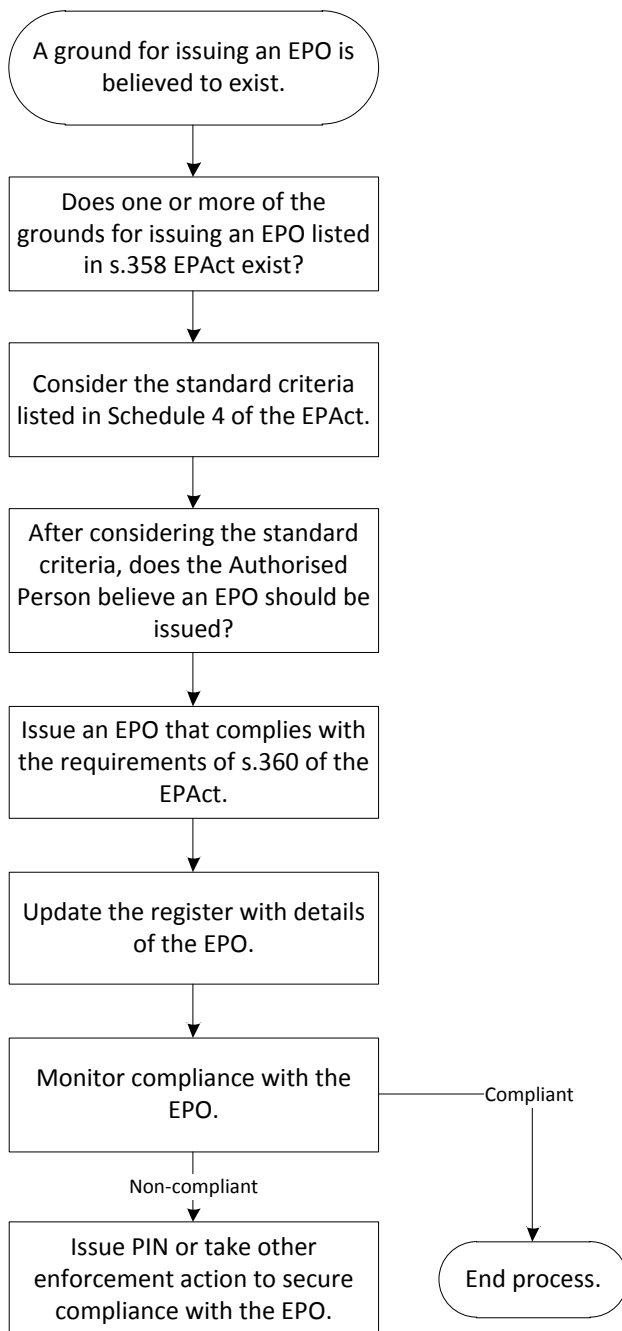 A ground for issuing an EPO is
believed to exist.
Does one or more of the
grounds for issuing an EPO listed
in s.358 EPAct exist?
Consider the standard criteria
listed in Schedule 4 of the EPAct.
After considering the standard
criteria, does the Authorised
Person believe an EPO should be
issued?
Issue an EPO that complies with
the requirements of s.360 of the
EPAct.
Update the register with details
of the EPO.
Monitor compliance with the
EPO.
Compliant
Non-compliant
Issue PIN or take other
enforcement action to secure
compliance with the EPO.
End process.